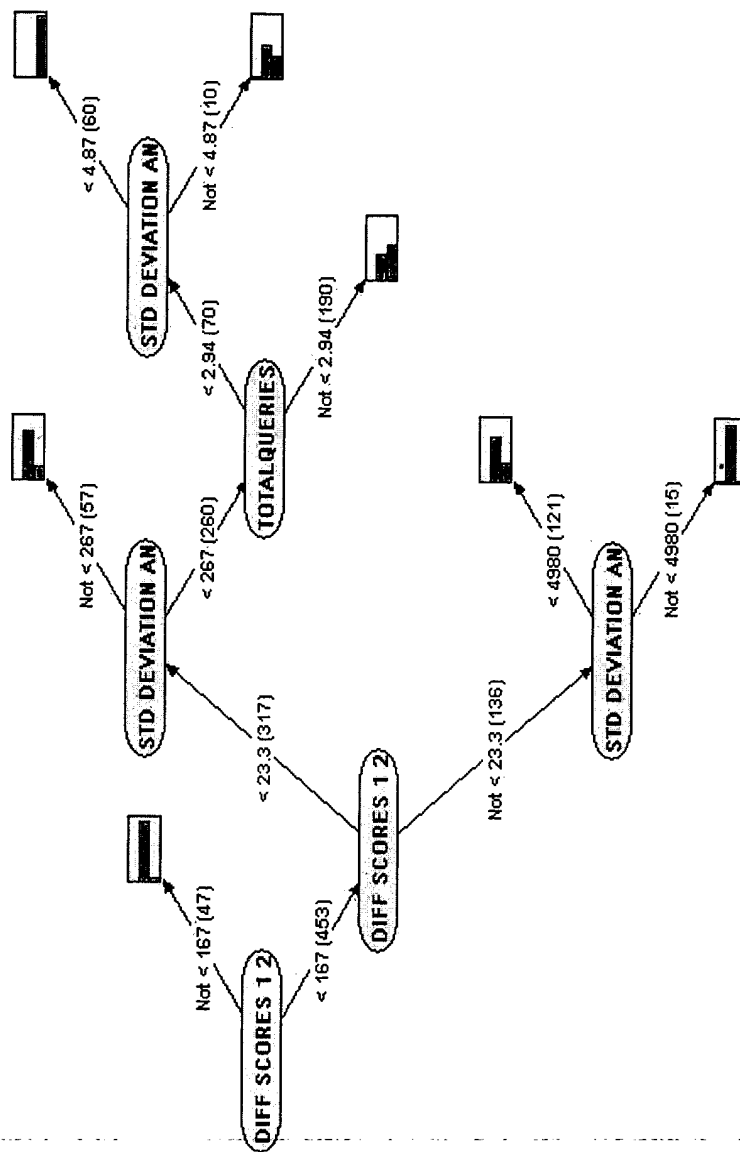 Not < 267 (57)
< 4.87 (60)
STD DEVIATION AN
STD DEVIATION AN
Not < 167 (47)
< 267 (260)
< 2.94 (70)
Not < 4.87 (10)
DIFF SCORES 1 2
< 23.3 (317)
TOTALQUERIES
< 167 (453)
Not < 2.94 (190)
DIFF SCORES 1 2
Not < 23.3 (136)
< 4980 (121)
STD DEVIATION AN
Not < 4980 (15)